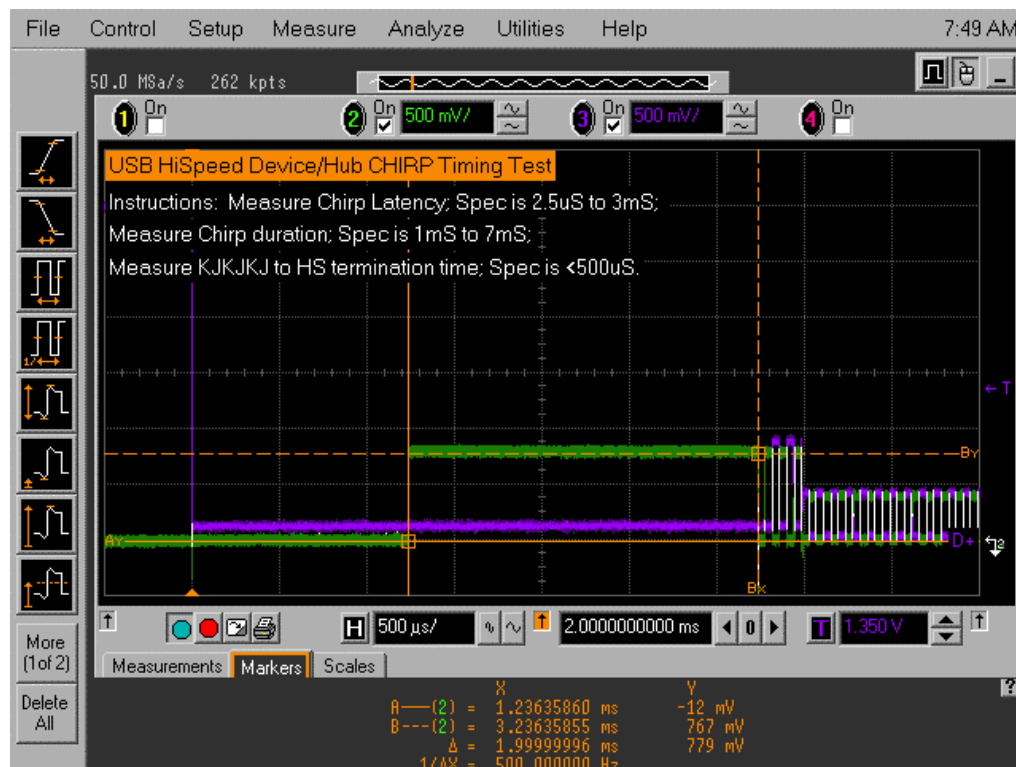 File Control Setup Measure Analyze Utilities Help 7:49 AM
50.0 MSa/s 262 kpts
1 On 2 On 500 mV/ 3 On 500 mV/ 4 On
USB HiSpeed Device/Hub CHIRP Timing Test
Instructions: Measure Chirp Latency; Spec is 2.5uS to 3mS;
Measure Chirp duration; Spec is 1mS to 7mS;
Measure KJKJKJ to HS termination time; Spec is <500uS.
T
By
Ay
D+
2
Bx
H 500 µs/ 2.0000000000 ms 0 T 1.350 V
More
(1of 2)
Delete
All
Measurements Markers Scales
?
X Y
A——(2) = 1.23635860 ms -12 mV
B---(2) = 3.23635855 ms 767 mV
Δ = 1.99999996 ms 779 mV
1/ΔX = 500.000000 Hz